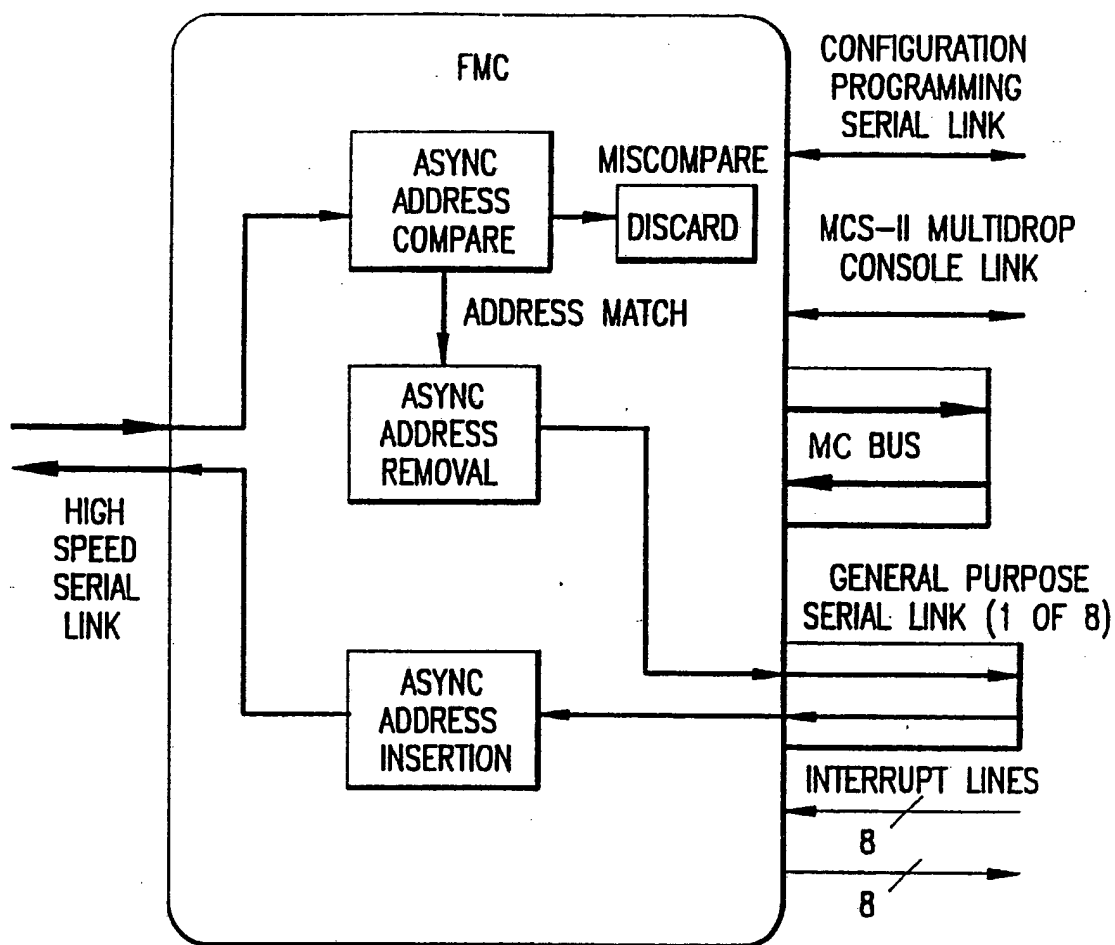 FMC
CONFIGURATION
PROGRAMMING
SERIAL LINK
ASYNC
ADDRESS
COMPARE
MISCOMPARE
DISCARD
MCS-II MULTIDROP
CONSOLE LINK
ADDRESS MATCH
ASYNC
ADDRESS
REMOVAL
MC BUS
HIGH
SPEED
SERIAL
LINK
GENERAL PURPOSE
SERIAL LINK (1 OF 8)
ASYNC
ADDRESS
INSERTION
INTERRUPT LINES
8
8